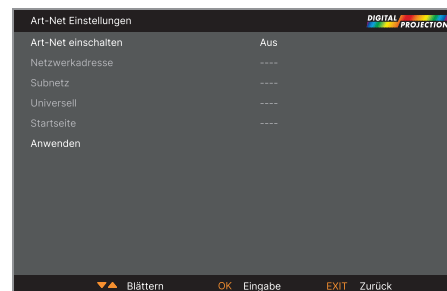 Art-Net Einstellungen
DIGITAL PROJECTION
Art-Net einschalten Aus
Netzwerkadresse ----
Subnetz ----
Universell ----
Startseite ----
Anwenden
Blättern OK Eingabe EXIT Zurück